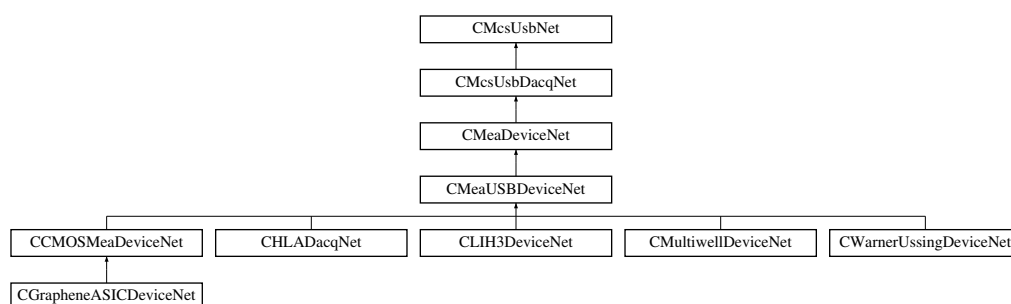 CMcsUsbNet
CMcsUsbDacqNet
CMeaDeviceNet
CMeaUSBDeviceNet
CCMOSMeaDeviceNet
CHLADacqNet
CLIH3DeviceNet
CMultiwellDeviceNet
CWarnerUssingDeviceNet
CGrapheneASICDeviceNet